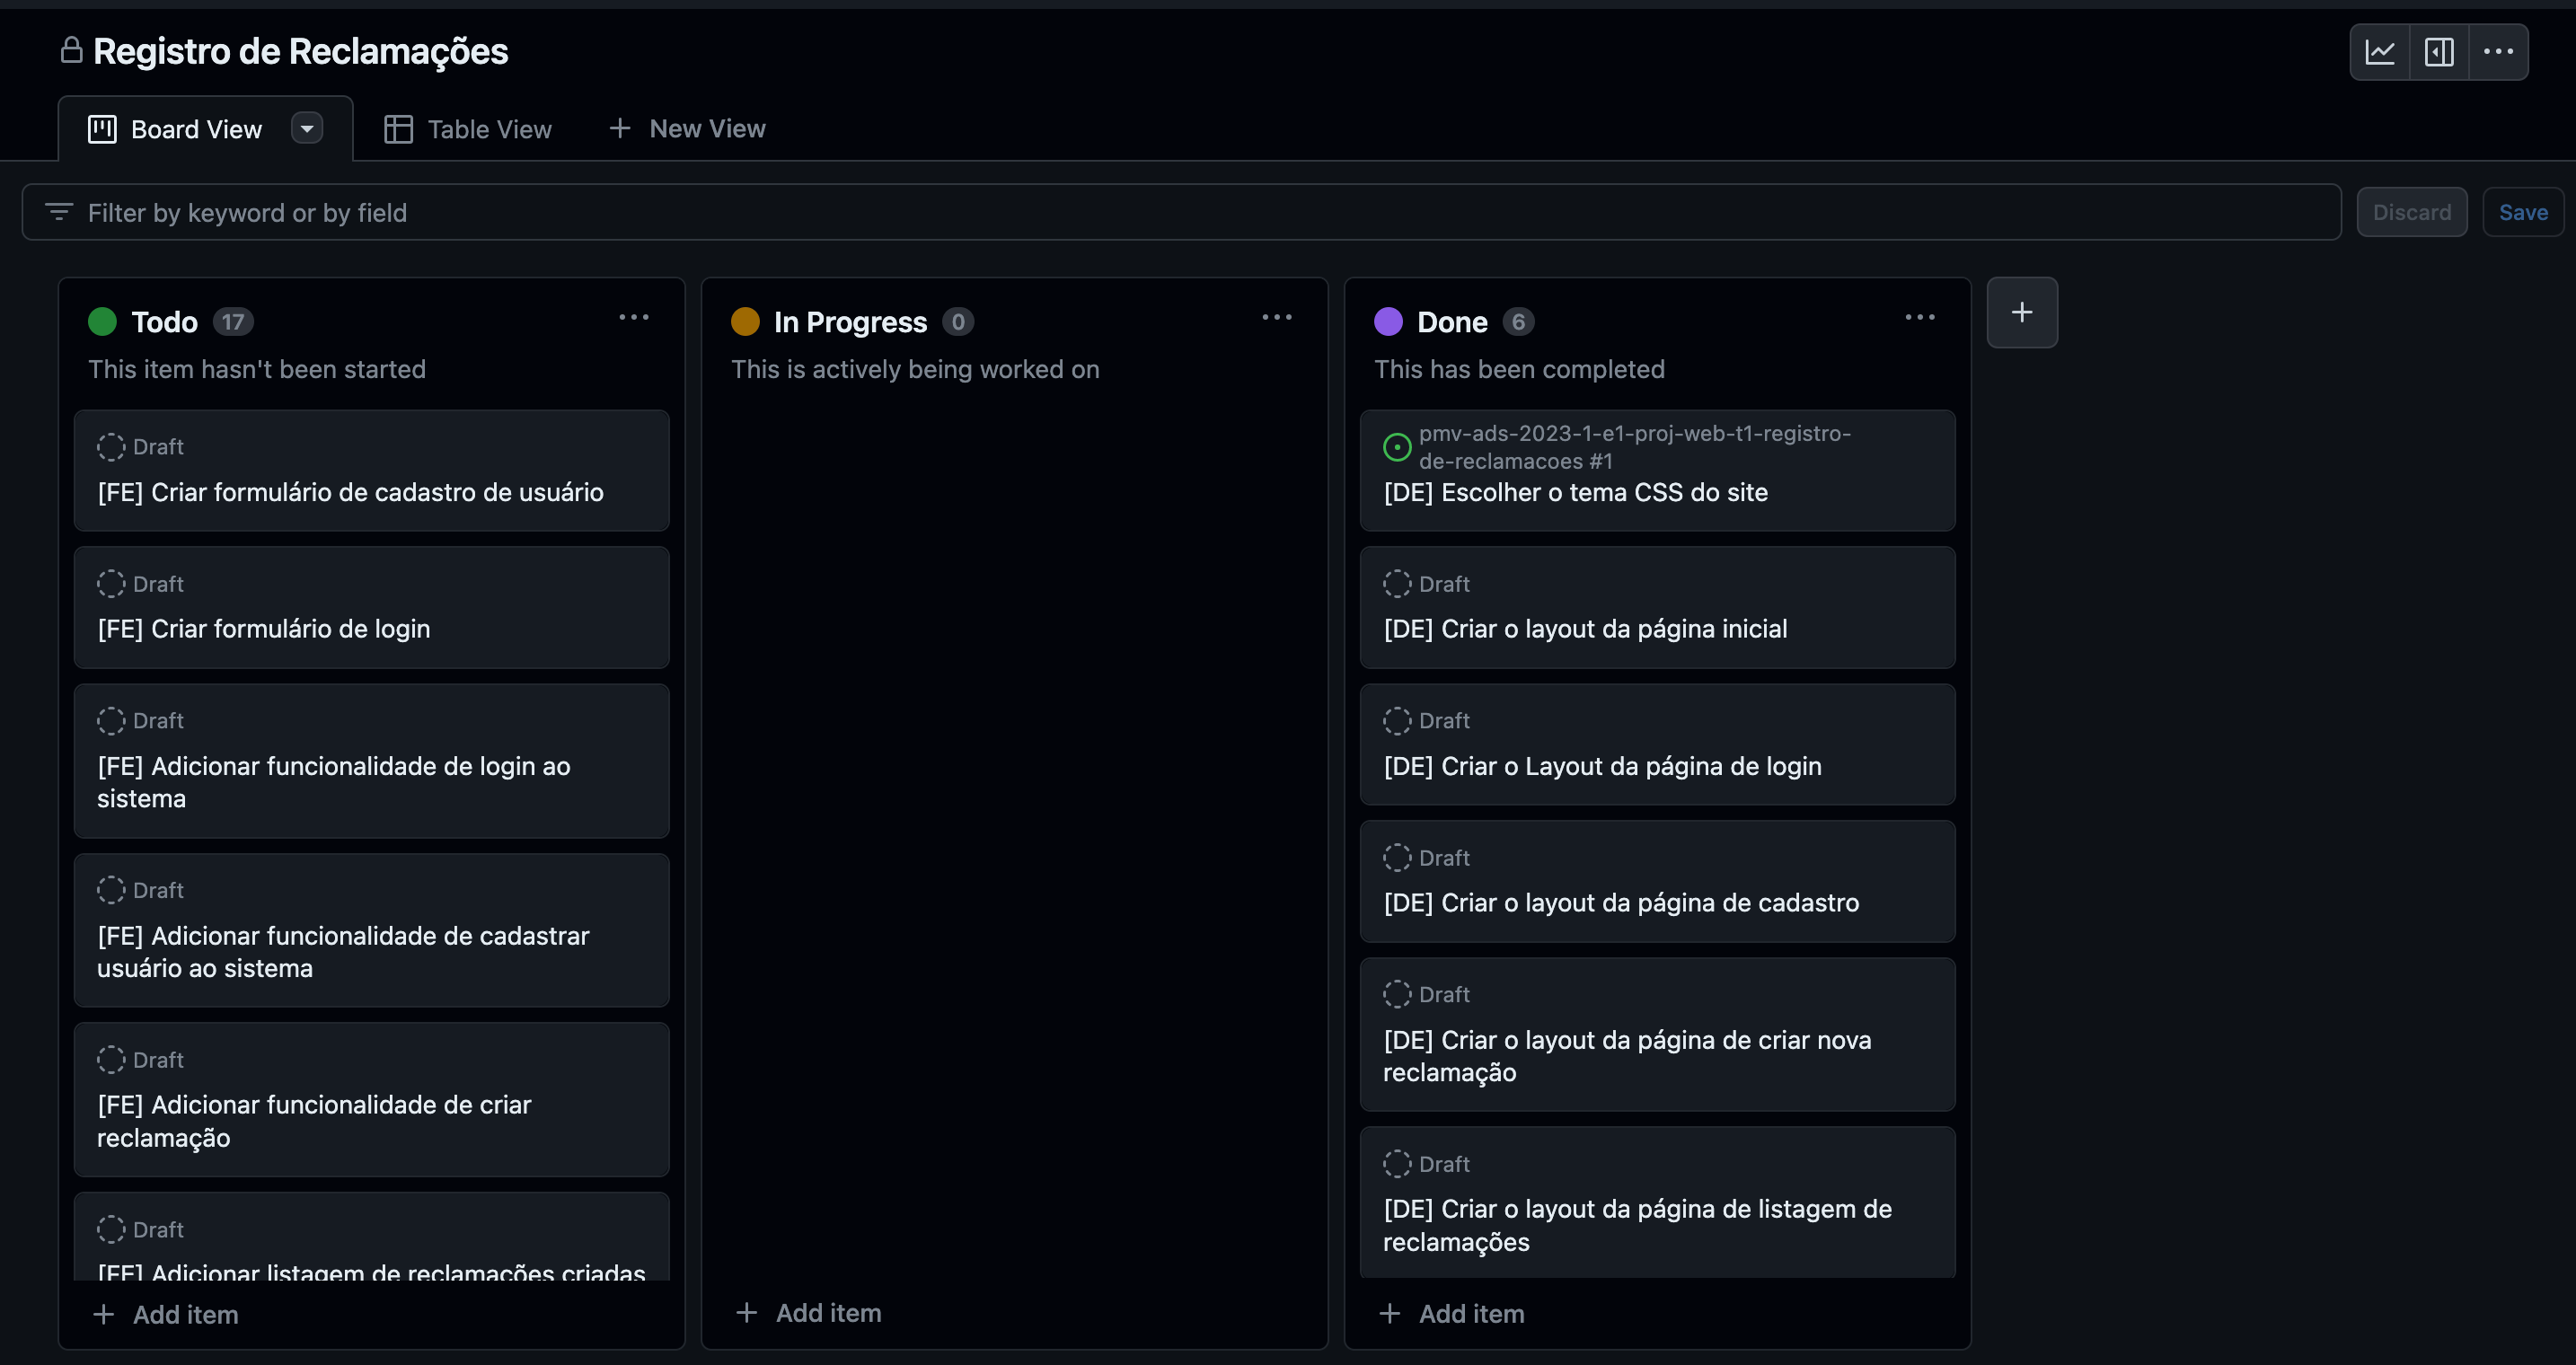 Registro de Reclamações
Board View
Table View
New View
Filter by keyword or by field
Discard
Save
Todo 17
This item hasn't been started
Draft
[FE] Criar formulário de cadastro de usuário
Draft
[FE] Criar formulário de login
Draft
[FE] Adicionar funcionalidade de login ao
sistema
Draft
[FE] Adicionar funcionalidade de cadastrar
usuário ao sistema
Draft
[FE] Adicionar funcionalidade de criar
reclamação
Draft
[FE] Adicionar listagem de reclamações criadas
Add item
In Progress 0
This is actively being worked on
Add item
Done 6
This has been completed
pmv-ads-2023-1-e1-proj-web-t1-registro-
de-reclamacoes #1
[DE] Escolher o tema CSS do site
Draft
[DE] Criar o layout da página inicial
Draft
[DE] Criar o Layout da página de login
Draft
[DE] Criar o layout da página de cadastro
Draft
[DE] Criar o layout da página de criar nova
reclamação
Draft
[DE] Criar o layout da página de listagem de
reclamações
Add item